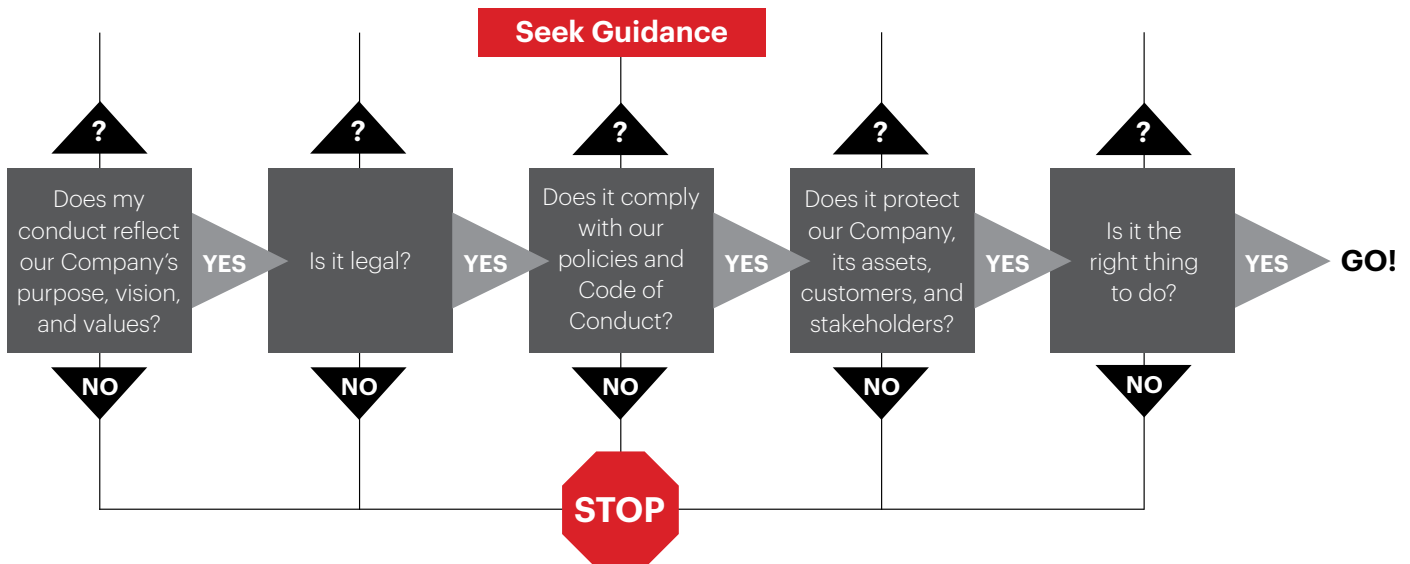 Seek Guidance
?
?
?
?
?
Does my
conduct reflect
our Company’s
purpose, vision,
and values?
YES
Is it legal?
YES
Does it comply
with our
policies and
Code of
Conduct?
YES
Does it protect
our Company,
its assets,
customers, and
stakeholders?
YES
Is it the
right thing
to do?
YES
GO!
NO
NO
NO
NO
NO
STOP